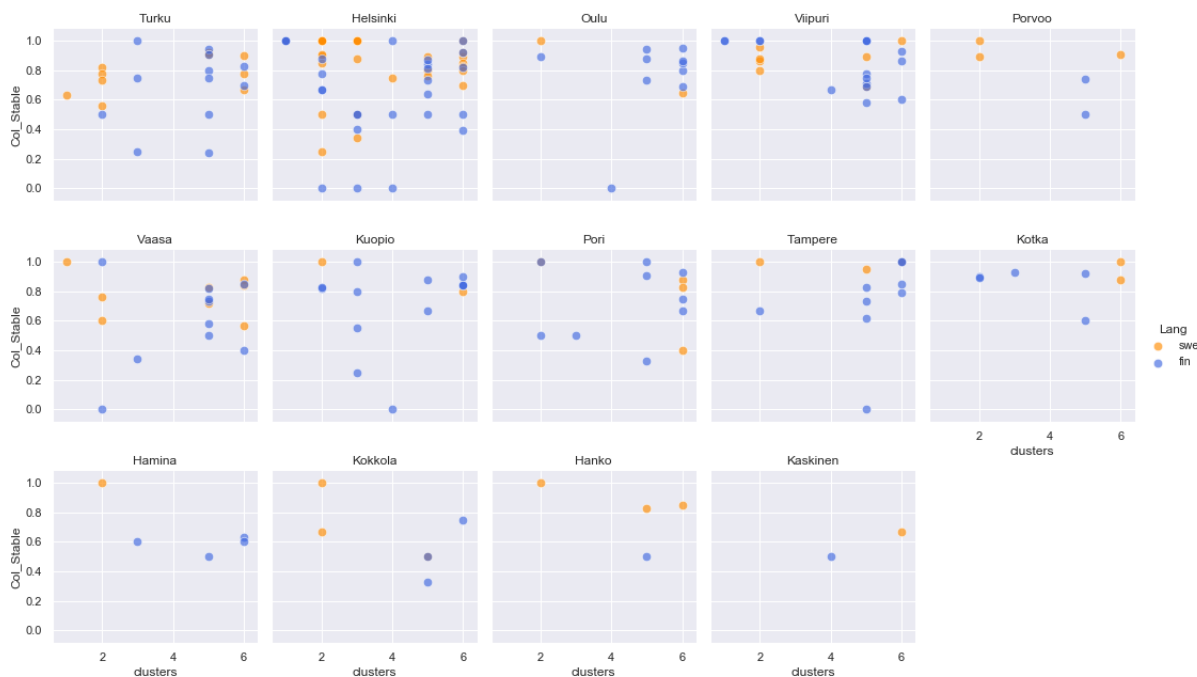 Turku Helsinki Oulu Viipuri Porvoo
1.0
0.8
0.6
0.4
0.2
0.0
Col_Stable
Vaasa Kuopio Pori Tampere Kotka
1.0
0.8
0.6
0.4
0.2
0.0
Col_Stable
2 4 6
clusters
Lang
swe
fin
Hamina Kokkola Hanko Kaskinen
1.0
0.8
0.6
0.4
0.2
0.0
Col_Stable
2 4 6 2 4 6 2 4 6 2 4 6
clusters clusters clusters clusters